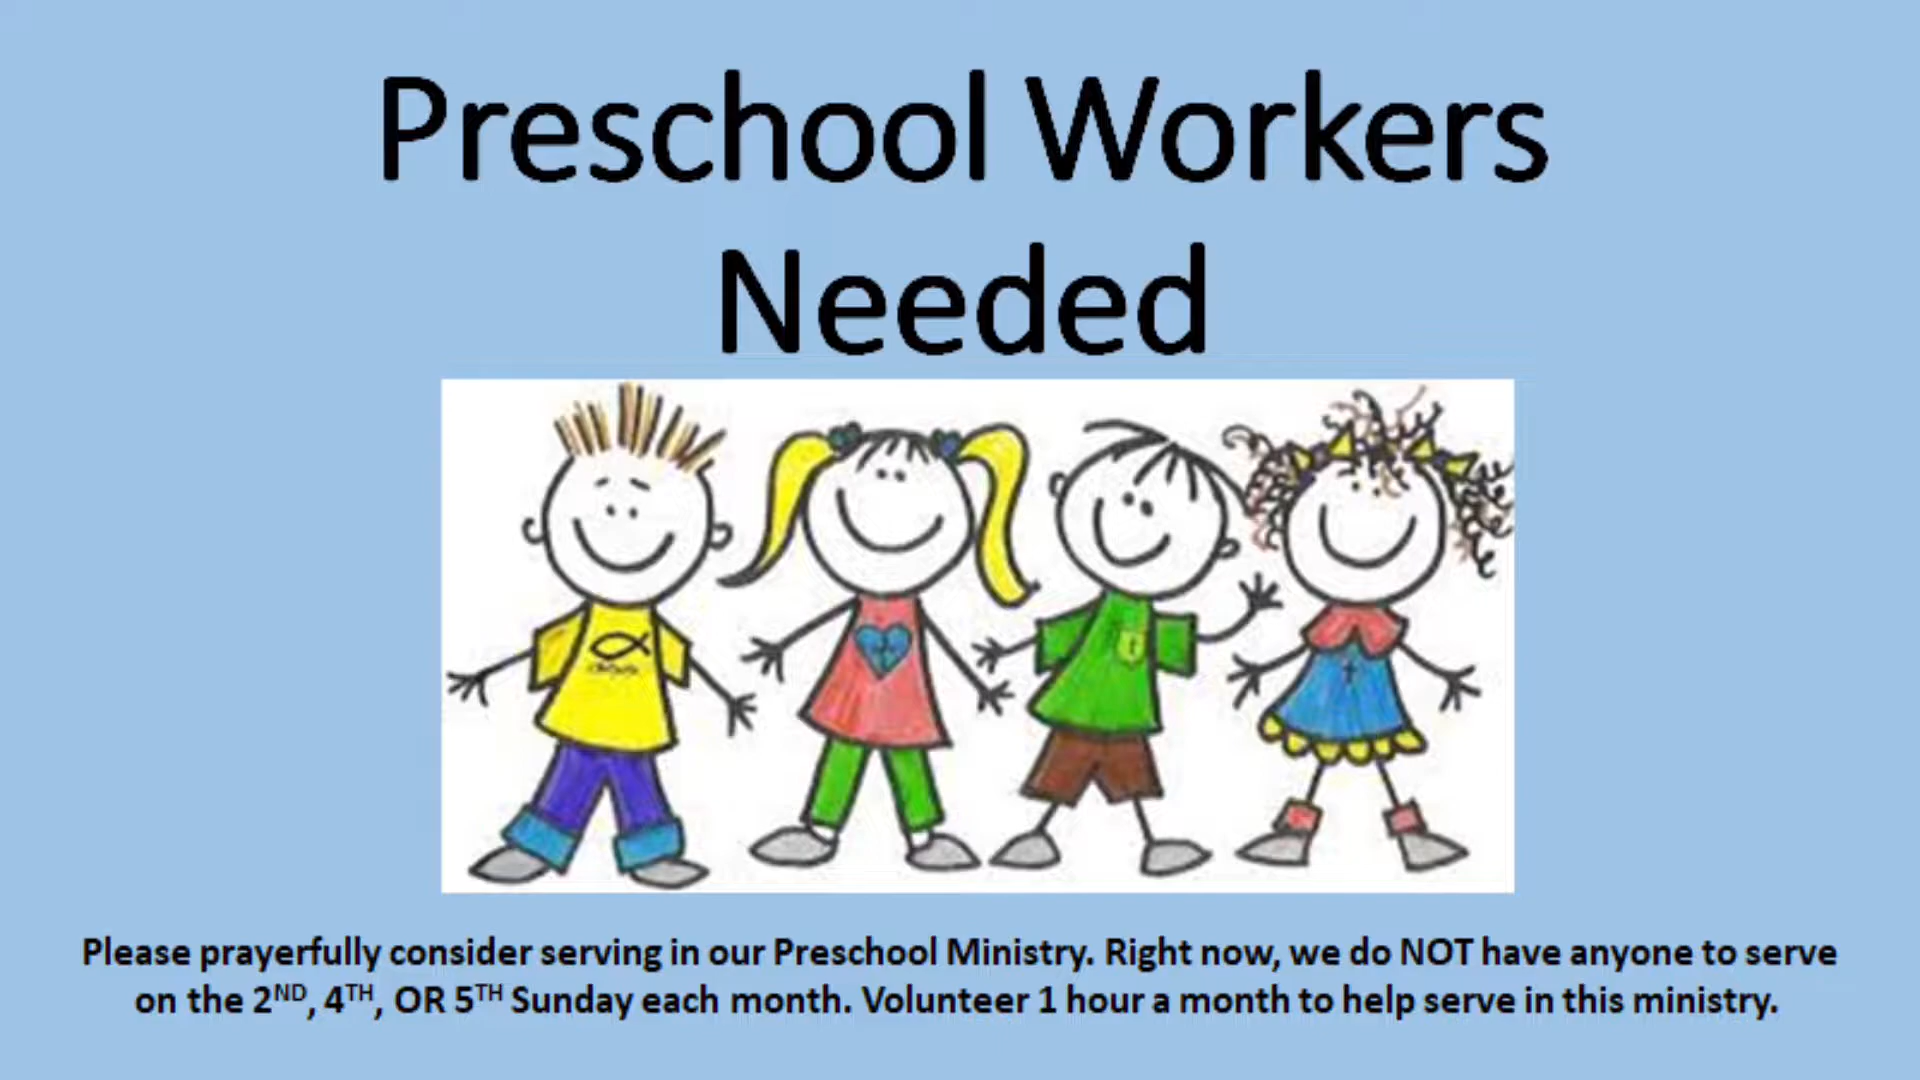 Preschool Workers
Needed
Please prayerfully consider serving in our Preschool Ministry. Right now, we do NOT have anyone to serve
on the 2ND, 4TH, OR 5TH Sunday each month. Volunteer 1 hour a month to help serve in this ministry.